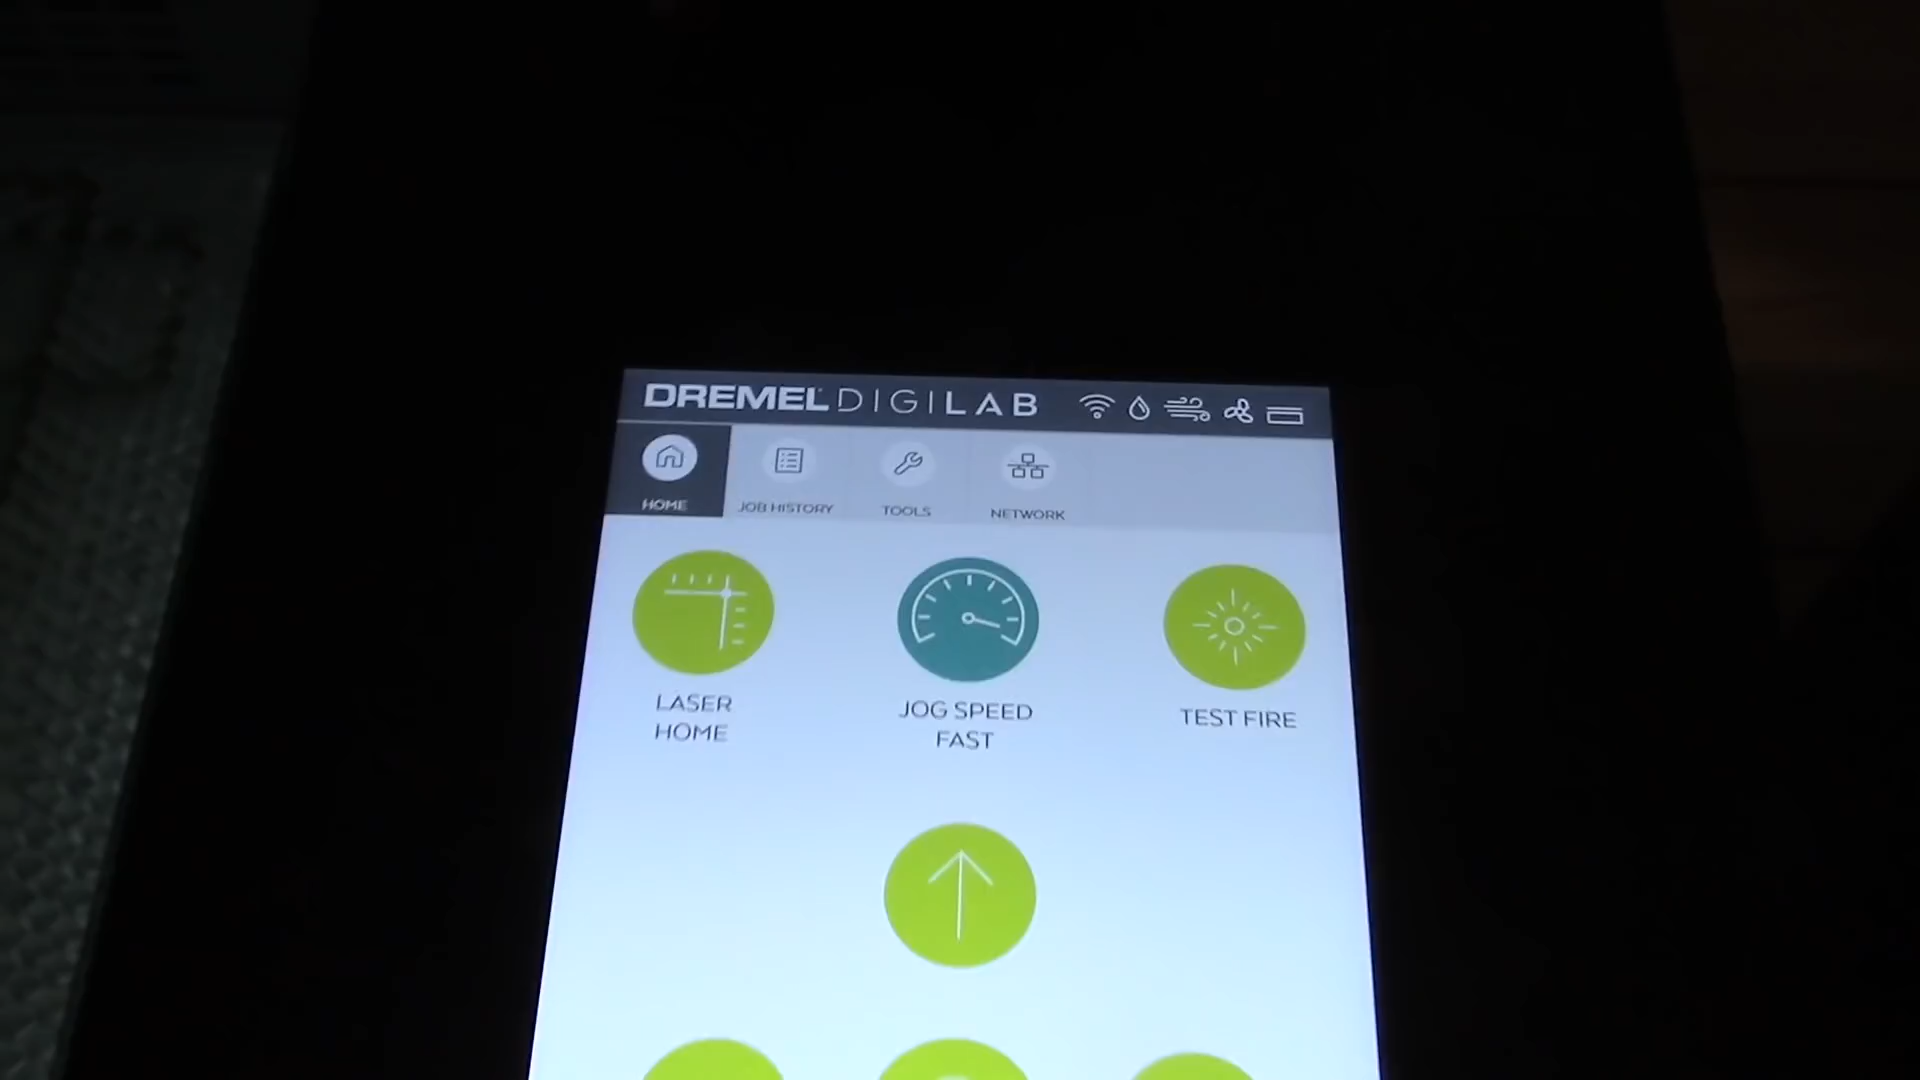 DREMEL DIGILAB
HOME
JOB HISTORY
TOOLS
NETWORK
LASER
HOME
JOG SPEED
FAST
TEST FIRE